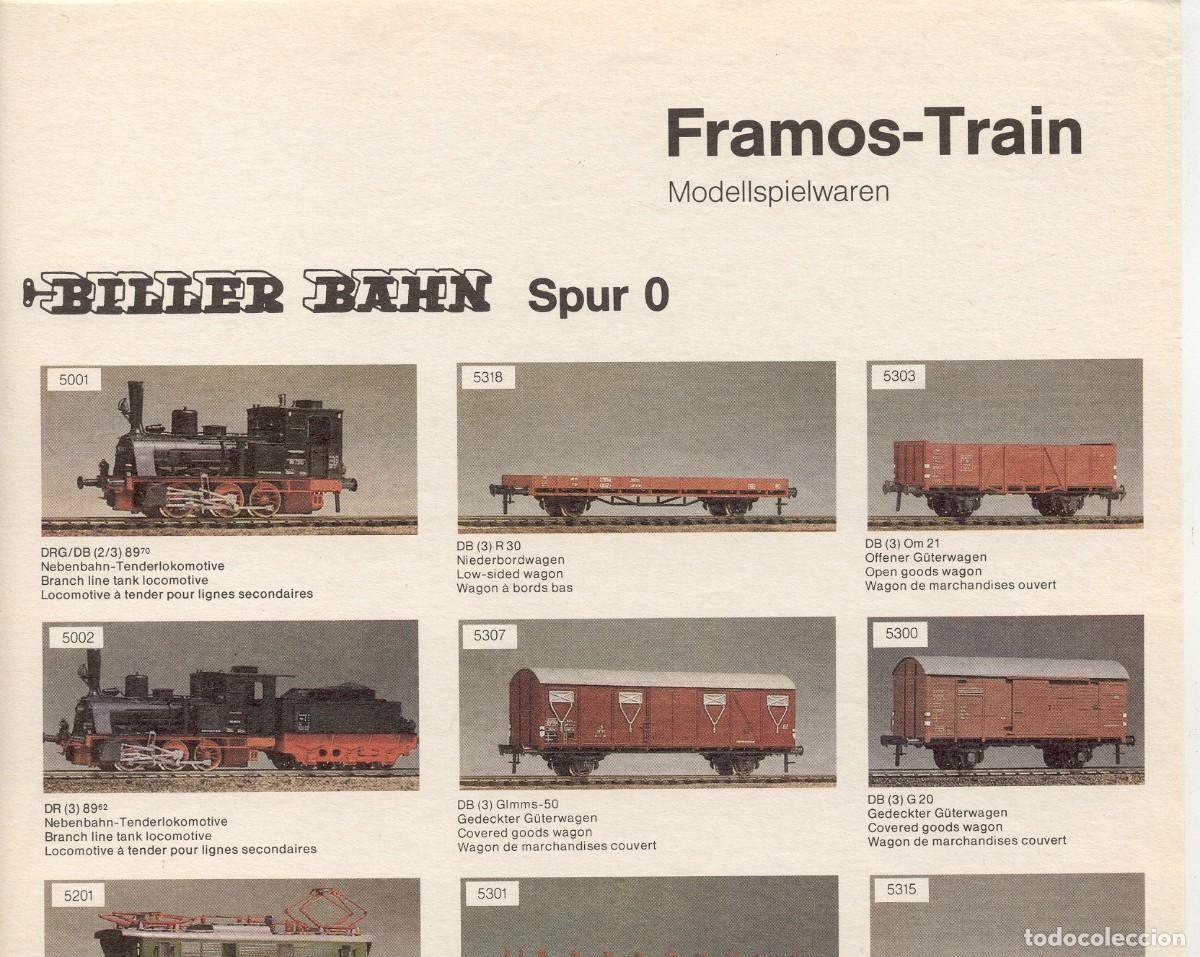 Framos-Train
Modellspielwaren
BILLER BAHN Spur 0
5001
DRG/DB (2/3) 89⁷⁰
Nebenbahn-Tenderlokomotive
Branch line tank locomotive
Locomotive à tender pour lignes secondaires
5318
DB (3) R 30
Niederbordwagen
Low-sided wagon
Wagon à bords bas
5303
DB (3) Om 21
Offener Güterwagen
Open goods wagon
Wagon de marchandises ouvert
5002
DR (3) 89⁶²
Nebenbahn-Tenderlokomotive
Branch line tank locomotive
Locomotive à tender pour lignes secondaires
5307
DB (3) Glmms-50
Gedeckter Güterwagen
Covered goods wagon
Wagon de marchandises couvert
5300
DB (3) G 20
Gedeckter Güterwagen
Covered goods wagon
Wagon de marchandises couvert
5201
5301
5315
todocoleccion